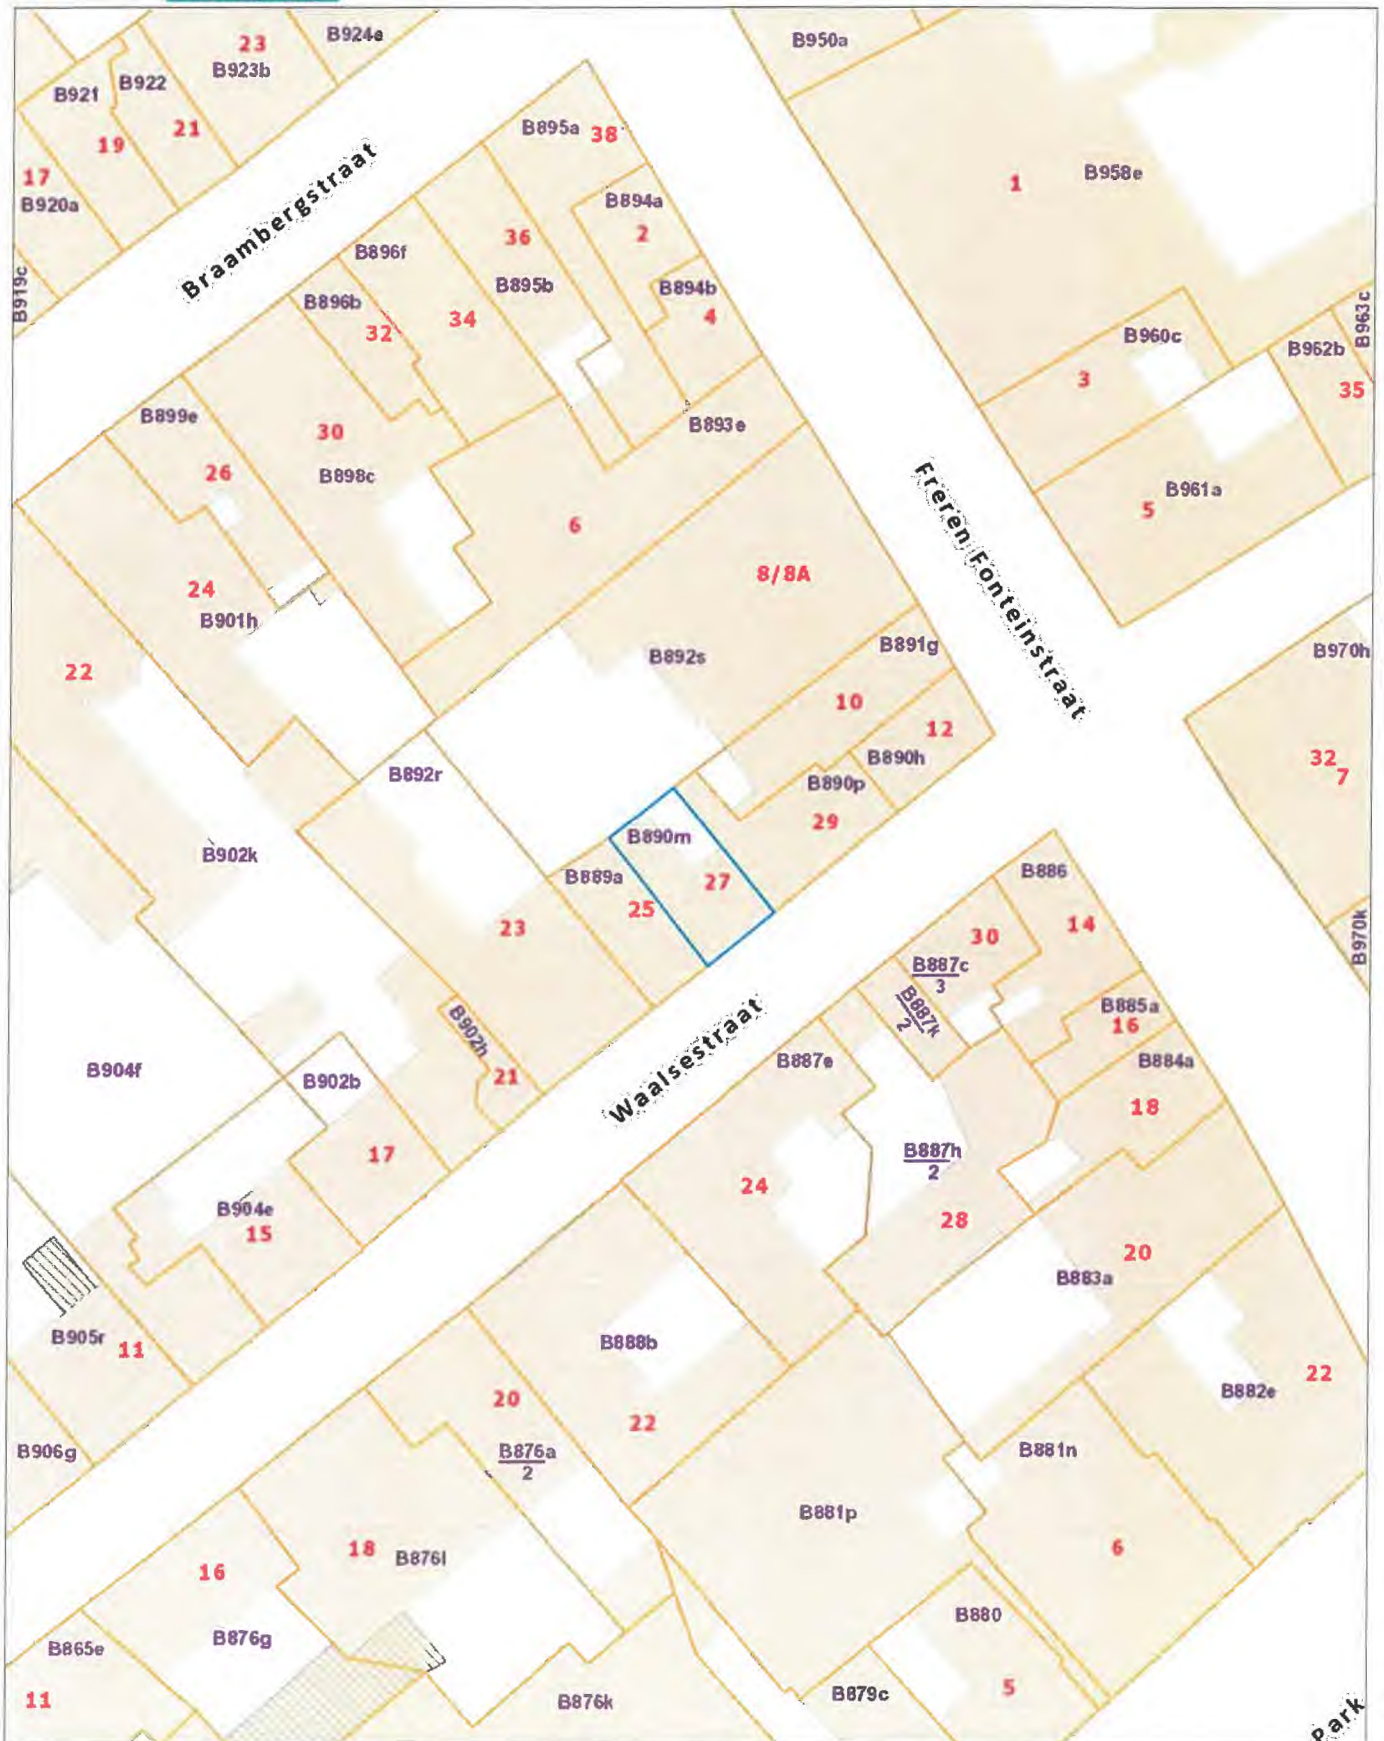 B924e
23
B923b
B950a
B922
B921
21
19
17
B920a
B895a
38
B958e
1
B894a
2
Braambergstraat
36
B896f
B895b
B894b
4
B919c
B896b
32
34
B963c
B960c
B962b
3
35
B899e
30
B893e
26
B898c
B961a
5
6
Freren Fonteinstraat
8/8A
24
B901h
B891g
B970h
22
B892s
10
12
32
7
B892r
B890h
B890p
29
B890m
B902k
B889a
27
25
B886
23
14
30
B970k
B887c
3
B887k
2
B885a
16
B902h
Waalsestraat
B887e
B884a
B904f
B902b
21
18
17
B887h
2
24
B904e
15
28
20
B883a
B905r
11
B888b
22
B882e
20
22
B906g
B876a
2
B881n
B881p
18
B876l
6
16
B880
B865e
B876g
11
B876k
B879c
5
Park